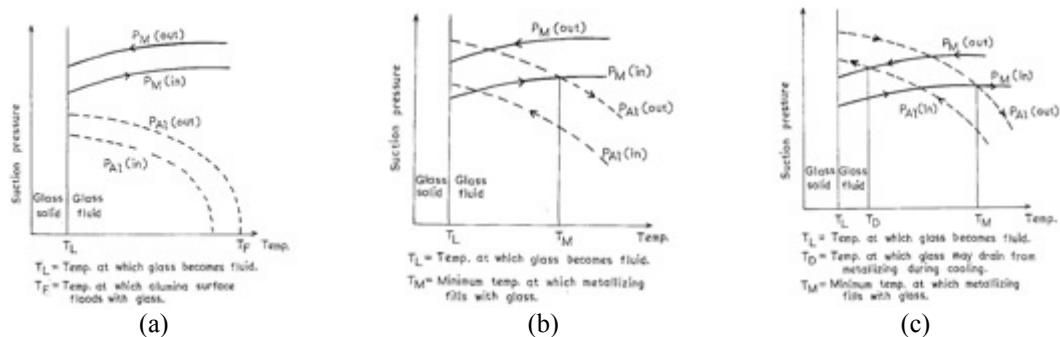 Suction pressure
P_M(out)
P_M(in)
P_Al(out)
P_Al(in)
Glass solid
Glass fluid
T_L
T_F
Temp.
T_L = Temp. at which glass becomes fluid.
T_F = Temp. at which alumina surface
floods with glass.
(a)
Suction pressure
P_M(out)
P_M(in)
P_Al(out)
P_Al(in)
Glass solid
Glass fluid
T_L
T_M
Temp.
T_L = Temp. at which glass becomes fluid.
T_M = Minimum temp. at which metallizing
fills with glass.
(b)
Suction pressure
P_M(out)
P_M(in)
P_Al(in)
P_Al(out)
Glass solid
Glass fluid
T_L
T_D
T_M
Temp.
T_L = Temp. at which glass becomes fluid.
T_D = Temp. at which glass may drain from
metallizing during cooling.
T_M = Minimum temp. at which metallizing
fills with glass.
(c)